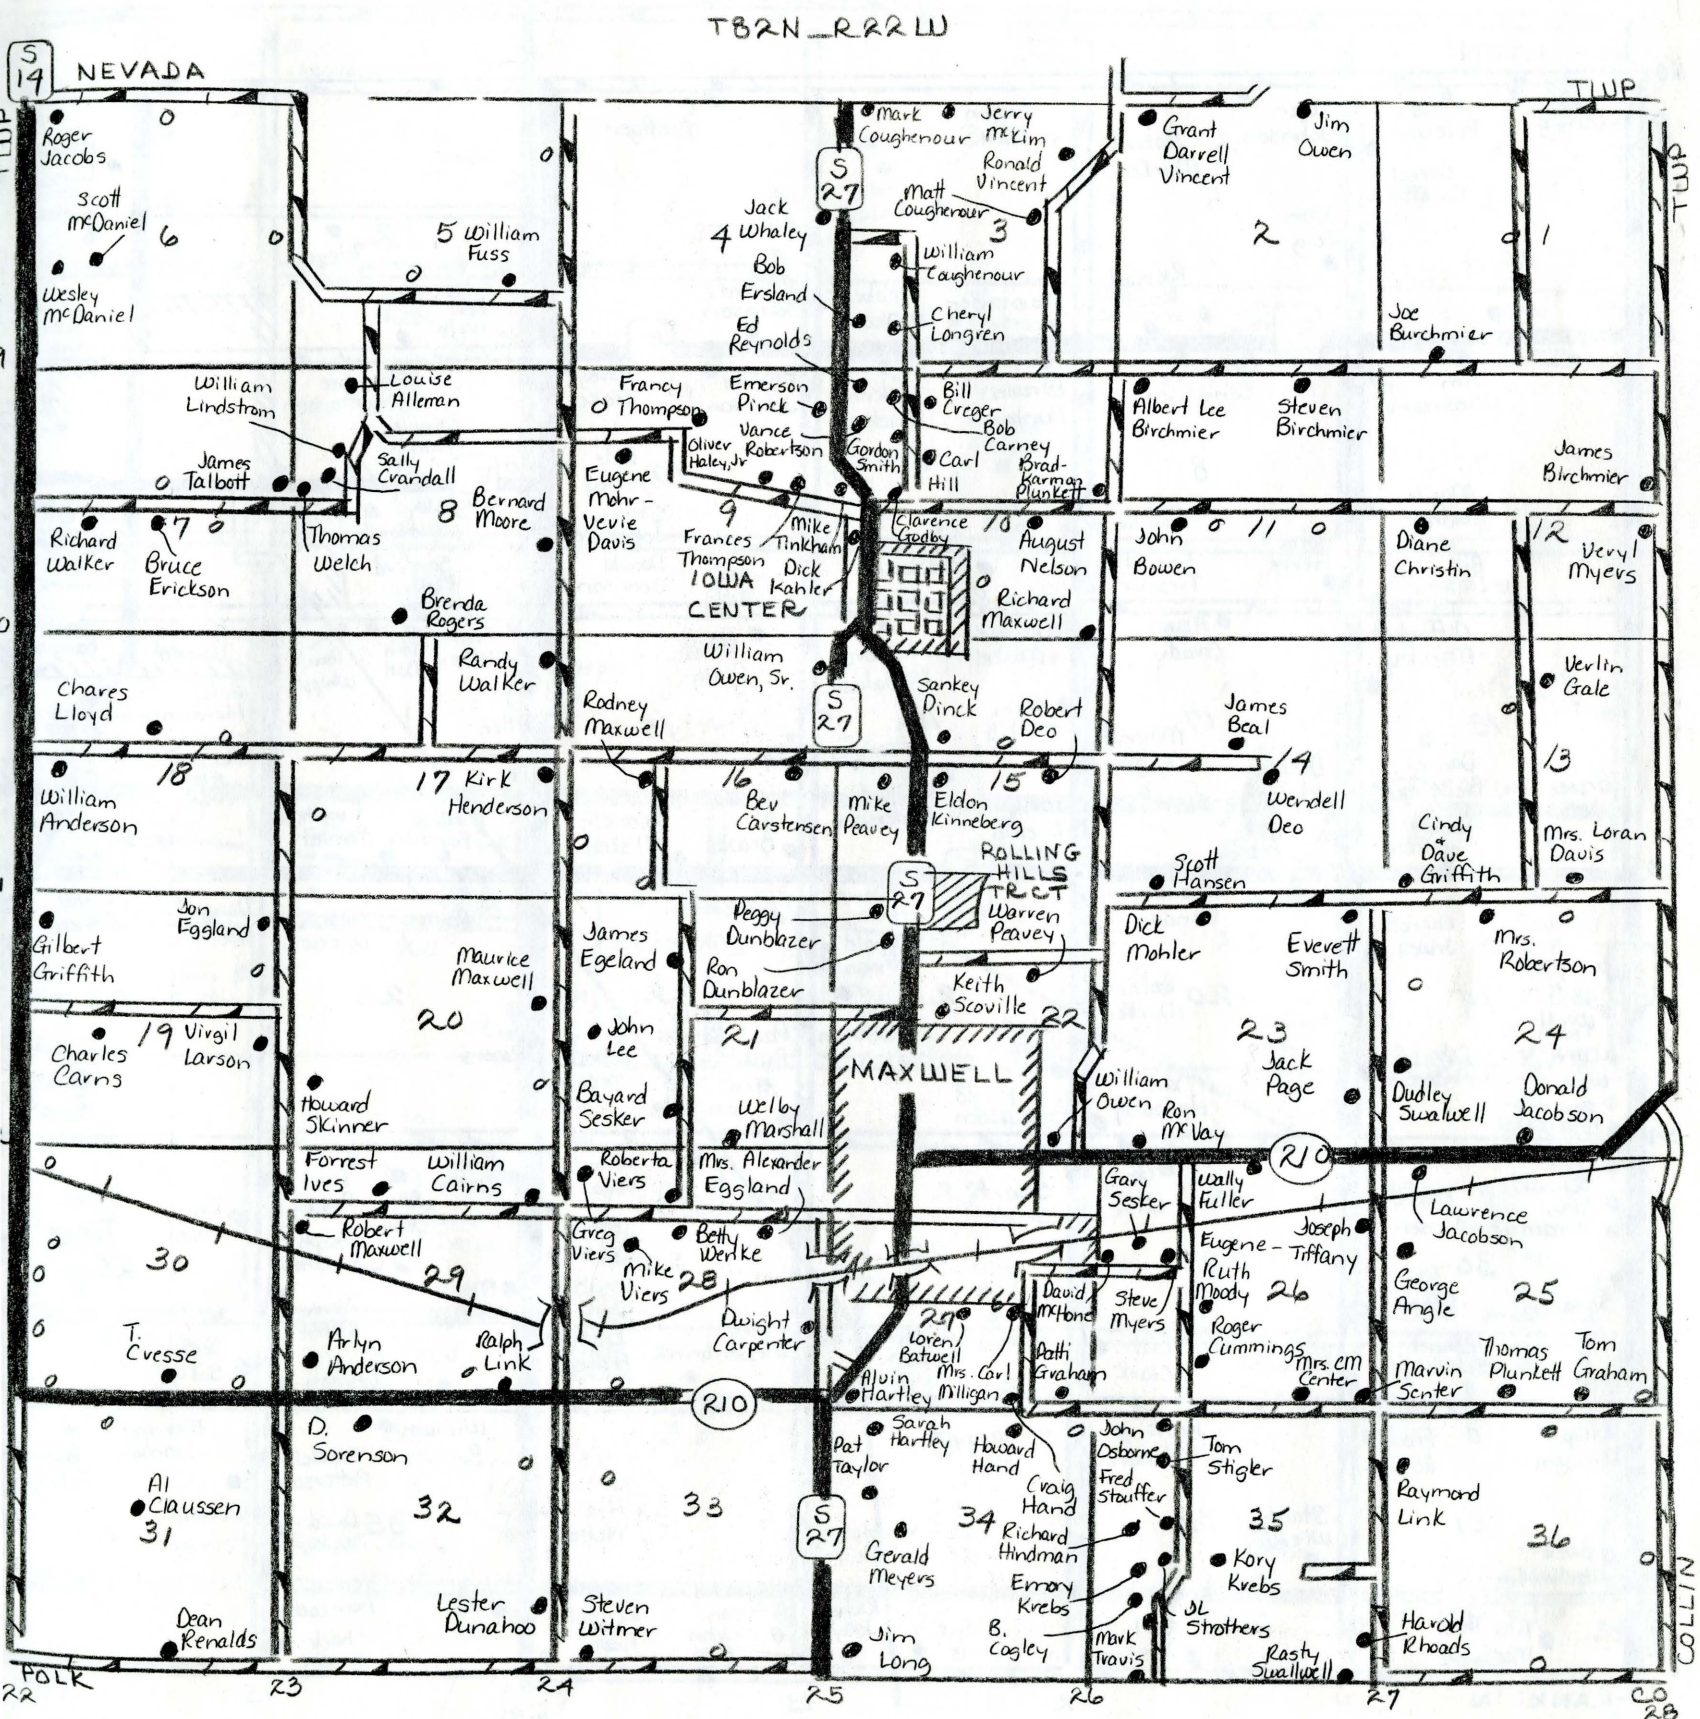 T82N_R22W
S
14
NEVADA
TWP
TWP
TWP
Roger
Jacobs
Scott
McDaniel
6
Wesley
McDaniel
5 William
Fuss
S
27
Mark
Coughenour
Jerry
McKim
Ronald
Vincent
Matt
Coughenour
3
Jack
4 Whaley
Bob
Ersland
Ed
Reynolds
William
Coughenour
Cheryl
Longren
Grant
Darrell
Vincent
Jim
Owen
2
1
Joe
Burchmier
William
Lindstrom
Louise
Alleman
James
Talbott
Sally
Crandall
8
Bernard
Moore
7
Richard
Walker
Bruce
Erickson
Thomas
Welch
Brenda
Rogers
Francy
Thompson
Emerson
Pinck
Vance
Robertson
Oliver
Haley, Jr
Gordon
Smith
Eugene
Mohr-
Vevie
Davis
9
Frances
Thompson
Mike
Tinkham
Dick
Kahler
IOWA
CENTER
Bill
Creger
Bob
Carney
Carl
Hill
Brad-
Karman
Plunkett
Clarence
Godby
10
August
Nelson
Richard
Maxwell
Albert Lee
Birchmier
Steven
Birchmier
James
Birchmier
John
Bowen
11
Diane
Christin
12
Veryl
Myers
Chares
Lloyd
18
William
Anderson
Randy
Walker
17
Kirk
Henderson
Rodney
Maxwell
William
Owen, Sr.
S
27
16
Bev
Carstensen
Mike
Peavey
Sankey
Dinck
Robert
Deo
15
Eldon
Kinneberg
James
Beal
14
Wendell
Deo
Verlin
Gale
13
Scott
Hansen
Cindy
&
Dave
Griffith
Mrs. Loran
Davis
ROLLING
HILLS
TRCT
S
27
Warren
Peavey
Gilbert
Griffith
Jon
Eggland
Maurice
Maxwell
20
James
Egeland
Peggy
Dunblazer
Ron
Dunblazer
Keith
Scoville
22
Dick
Mohler
Everett
Smith
Mrs.
Robertson
19
Charles
Carns
Virgil
Larson
John
Lee
21
MAXWELL
23
Jack
Page
24
Howard
Skinner
Bayard
Sesker
Welby
Marshall
William
Owen
Ron
McVay
Dudley
Swalwell
Donald
Jacobson
210
Forrest
Ives
William
Cairns
Roberta
Viers
Mrs. Alexander
Eggland
Gary
Sesker
Wally
Fuller
Lawrence
Jacobson
30
Robert
Maxwell
29
Greg
Viers
Mike
Viers
Betty
Wenke
28
Joseph
Tiffany
Eugene-
Ruth
Moody
26
George
Angle
25
T.
Cvesse
Arlyn
Anderson
Ralph
Link
Dwight
Carpenter
27
Loren
Batwell
David
McHone
Steve
Myers
Roger
Cummings
Mrs. Carl
Milligan
Patti
Graham
Mrs. EM
Center
Marvin
Senter
Thomas
Plunkett
Tom
Graham
210
Alvin
Hartley
D.
Sorenson
Sarah
Hartley
Pat
Taylor
Howard
Hand
Craig
Hand
John
Osborne
Tom
Stigler
Fred
Stouffer
Raymond
Link
Al
Claussen
31
32
33
S
27
34
Richard
Hindman
35
36
Gerald
Meyers
Emory
Krebs
Kory
Krebs
Dean
Renalds
Lester
Dunahoo
Steven
Witmer
Jim
Long
B.
Cogley
Mark
Travis
JL
Strothers
Rasty
Swallwell
Harold
Rhoads
COLLIN
POLK
22
23
24
25
26
27
CO
28